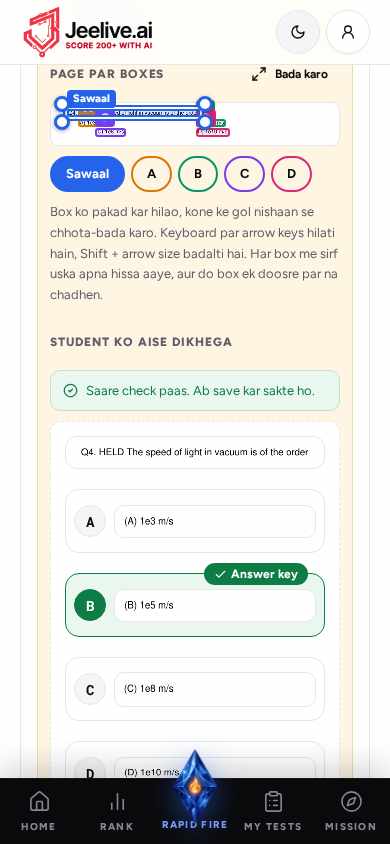 Jeelive.ai
SCORE 200+ WITH AI
PAGE PAR BOXES
Bada karo
Sawaal
Sawaal
A
B
C
D
Box ko pakad kar hilao, kone ke gol nishaan se
chhota-bada karo. Keyboard par arrow keys hilati
hain, Shift + arrow size badalti hai. Har box me sirf
uska apna hissa aaye, aur do box ek doosre par na
chadhen.
STUDENT KO AISE DIKHEGA
Saare check paas. Ab save kar sakte ho.
Q4. HELD The speed of light in vacuum is of the order
A
(A) 1e3 m/s
Answer key
B
(B) 1e5 m/s
C
(C) 1e8 m/s
D
(D) 1e10 m/s
HOME
RANK
RAPID FIRE
MY TESTS
MISSION